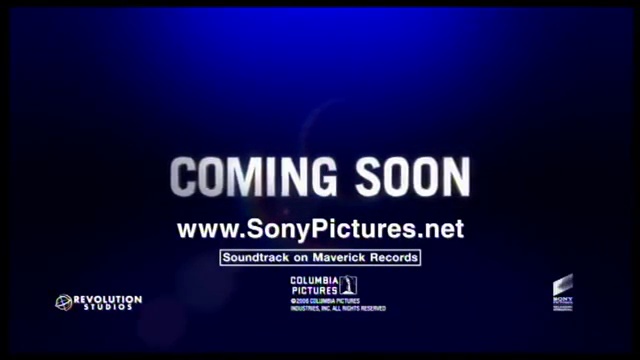 COMING SOON
www.SonyPictures.net
Soundtrack on Maverick Records
COLUMBIA
PICTURES
©2006 COLUMBIA PICTURES
INDUSTRIES, INC. ALL RIGHTS RESERVED
REVOLUTION
STUDIOS
SONY